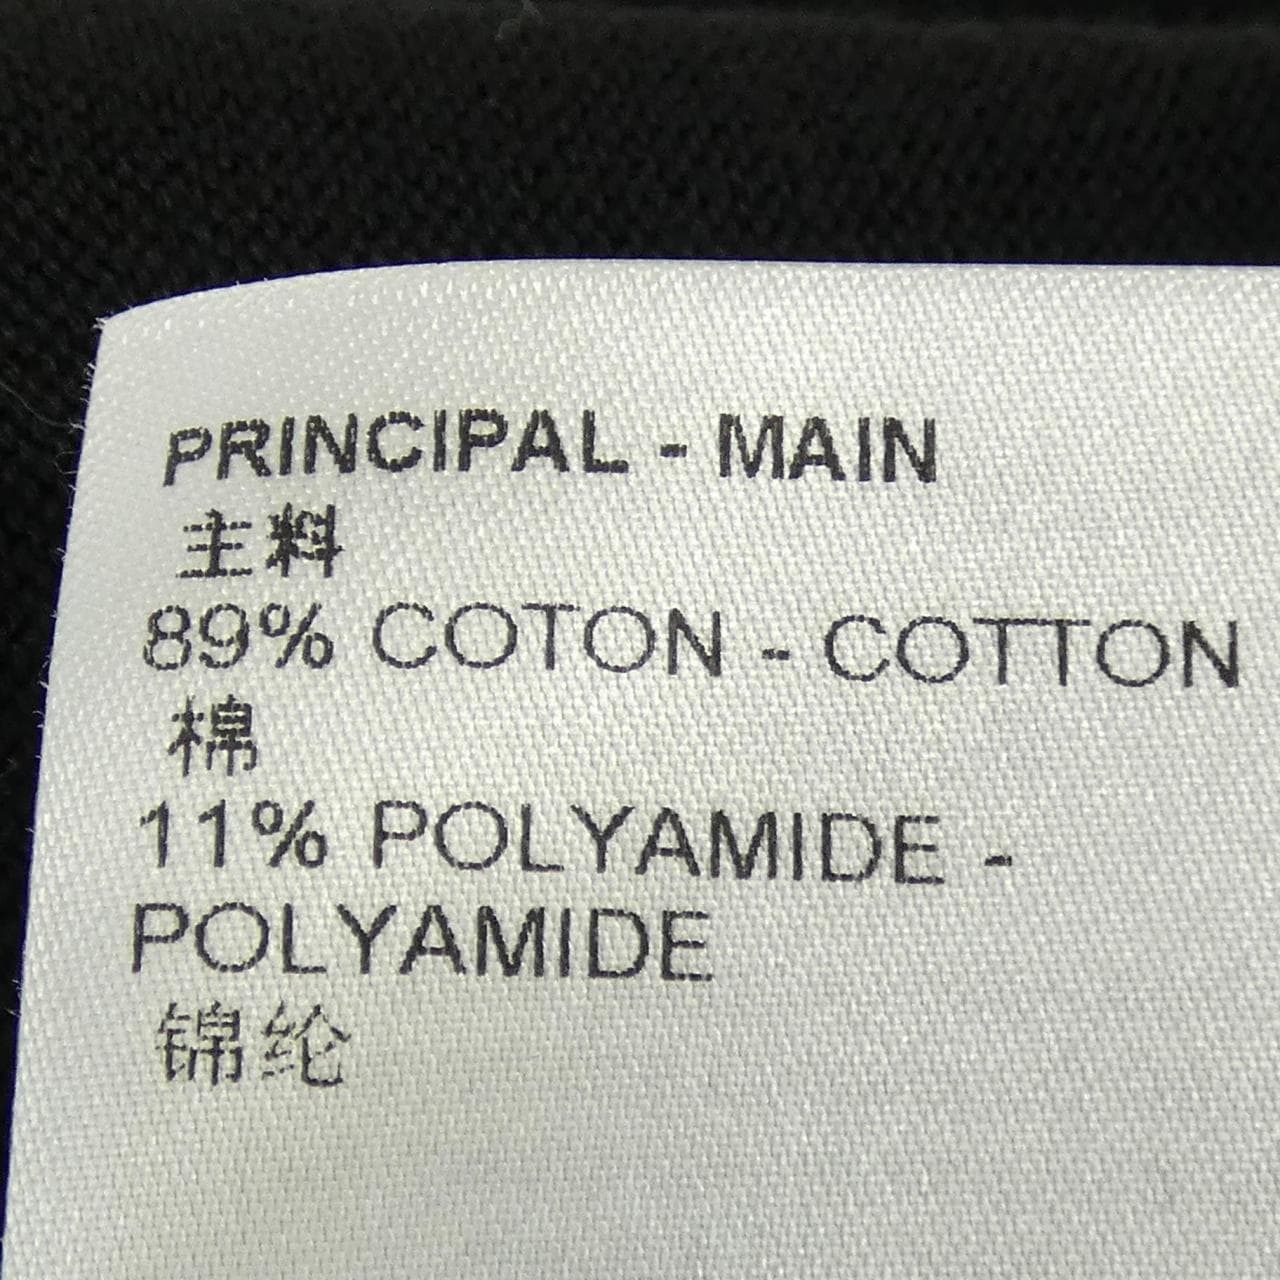 PRINCIPAL - MAIN
主料
89% COTON - COTTON
棉
11% POLYAMIDE -
POLYAMIDE
锦纶